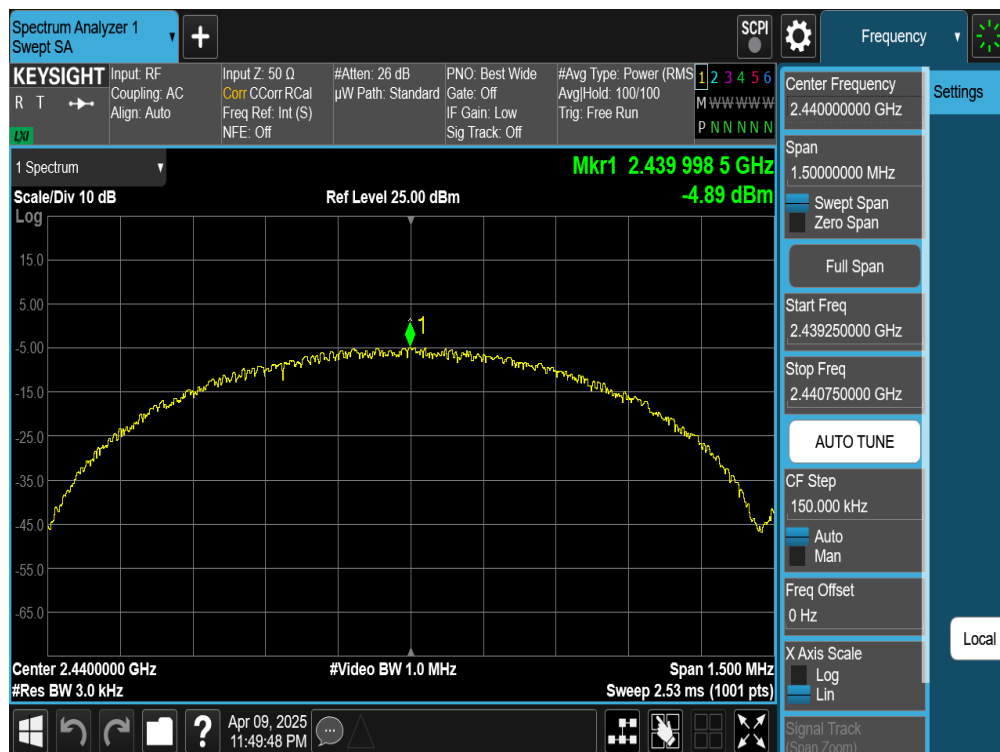 Spectrum Analyzer 1
Swept SA
+
SCPI
Frequency
KEYSIGHT
R T
LXI
Input: RF
Coupling: AC
Align: Auto
Input Z: 50 Ω
Corr CCorr RCal
Freq Ref: Int (S)
NFE: Off
#Atten: 26 dB
µW Path: Standard
PNO: Best Wide
Gate: Off
IF Gain: Low
Sig Track: Off
#Avg Type: Power (RMS
Avg|Hold: 100/100
Trig: Free Run
1 2 3 4 5 6
M W W W W W
P N N N N N
1 Spectrum
Scale/Div 10 dB
Log
Ref Level 25.00 dBm
Mkr1 2.439 998 5 GHz
-4.89 dBm
15.0
5.00
-5.00
-15.0
-25.0
-35.0
-45.0
-55.0
-65.0
1
Center 2.4400000 GHz
#Res BW 3.0 kHz
#Video BW 1.0 MHz
Span 1.500 MHz
Sweep 2.53 ms (1001 pts)
Center Frequency
2.440000000 GHz
Span
1.50000000 MHz
Swept Span
Zero Span
Full Span
Start Freq
2.439250000 GHz
Stop Freq
2.440750000 GHz
AUTO TUNE
CF Step
150.000 kHz
Auto
Man
Freq Offset
0 Hz
X Axis Scale
Log
Lin
Signal Track
(Span Zoom)
Settings
Local
?
Apr 09, 2025
11:49:48 PM